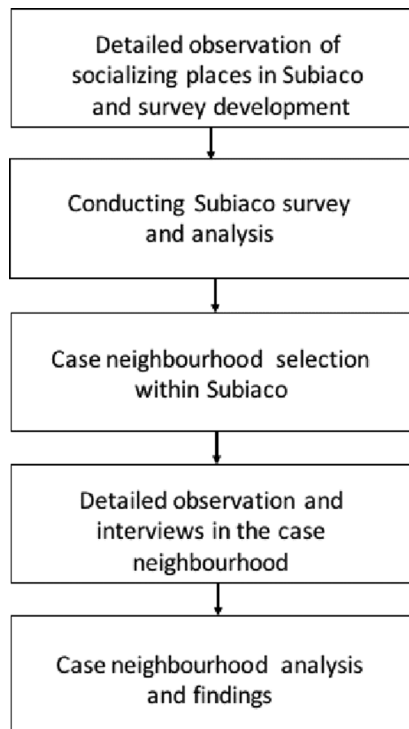 Detailed observation of
socializing places in Subiaco
and survey development
Conducting Subiaco survey
and analysis
Case neighbourhood selection
within Subiaco
Detailed observation and
interviews in the case
neighbourhood
Case neighbourhood analysis
and findings